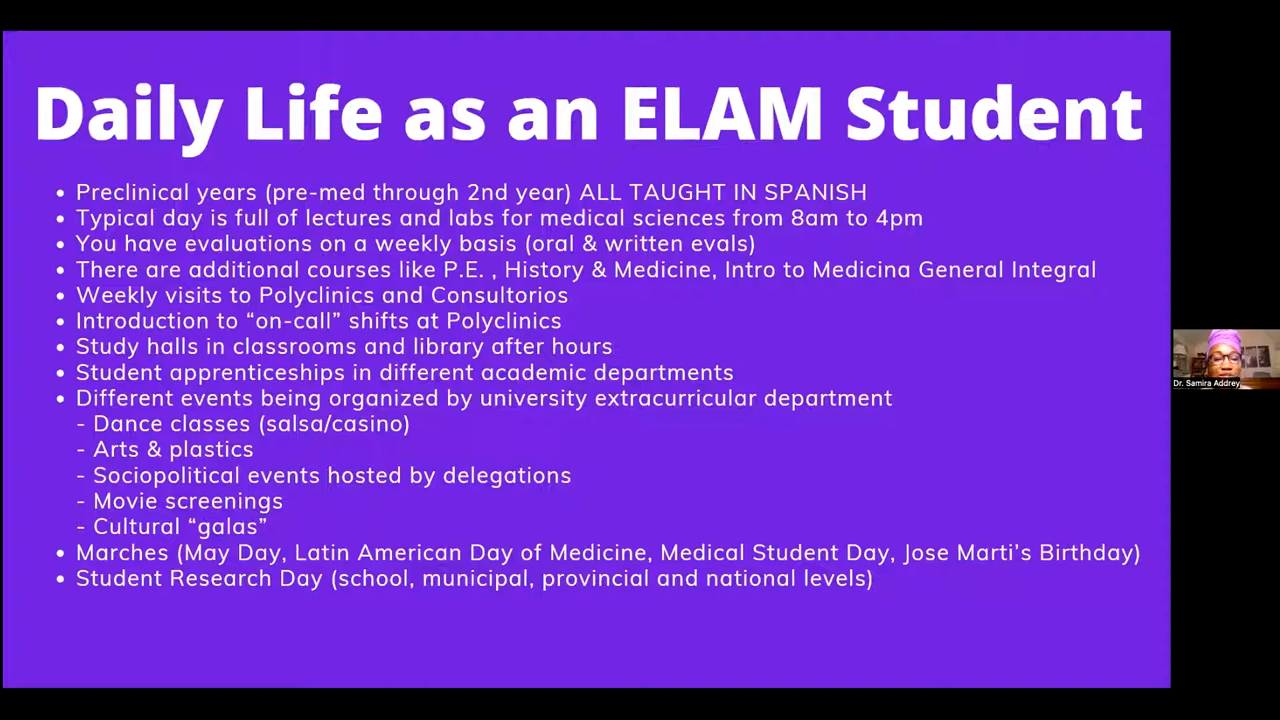 Daily Life as an ELAM Student
• Preclinical years (pre-med through 2nd year) ALL TAUGHT IN SPANISH
• Typical day is full of lectures and labs for medical sciences from 8am to 4pm
• You have evaluations on a weekly basis (oral & written evals)
• There are additional courses like P.E. , History & Medicine, Intro to Medicina General Integral
• Weekly visits to Polyclinics and Consultorios
• Introduction to “on-call” shifts at Polyclinics
• Study halls in classrooms and library after hours
• Student apprenticeships in different academic departments
• Different events being organized by university extracurricular department
- Dance classes (salsa/casino)
- Arts & plastics
- Sociopolitical events hosted by delegations
- Movie screenings
- Cultural “galas”
• Marches (May Day, Latin American Day of Medicine, Medical Student Day, Jose Marti’s Birthday)
• Student Research Day (school, municipal, provincial and national levels)
Dr. Samira Addrey